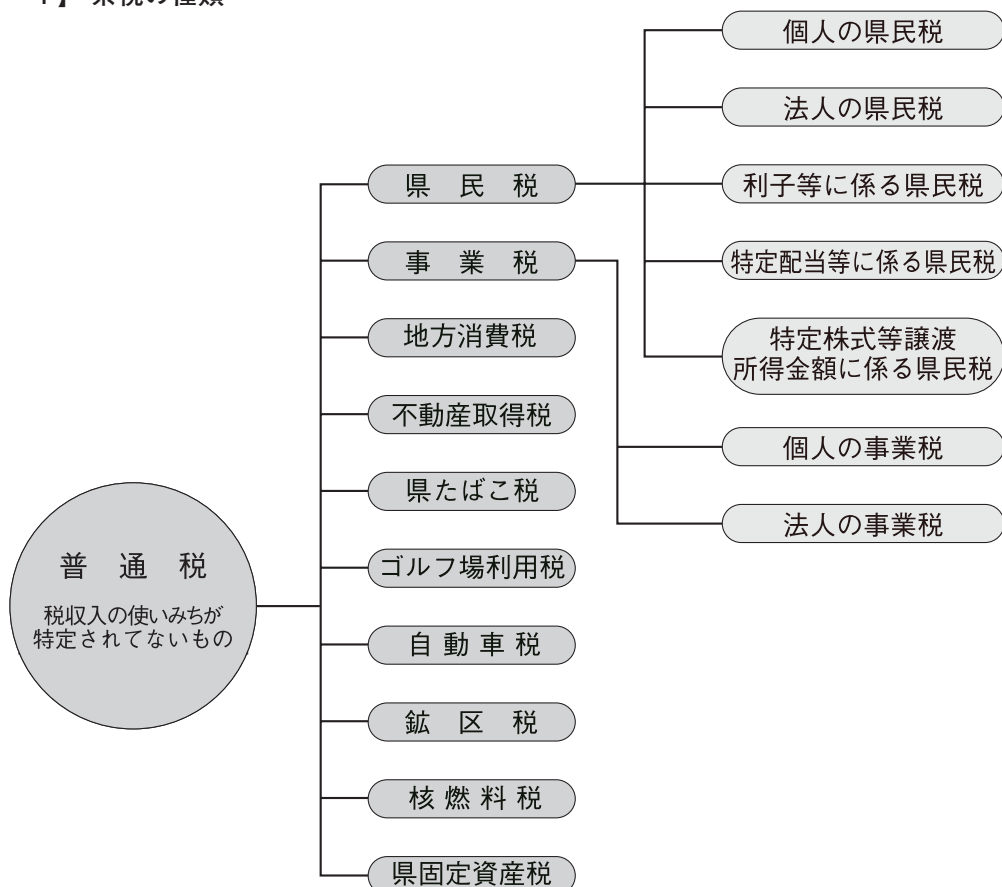 個人の県民税
法人の県民税
県民税
利子等に係る県民税
事業税
特定配当等に係る県民税
地方消費税
特定株式等譲渡
所得金額に係る県民税
不動産取得税
個人の事業税
県たばこ税
法人の事業税
普通税
税収入の使いみちが
特定されてないもの
ゴルフ場利用税
自動車税
鉱区税
核燃料税
県固定資産税